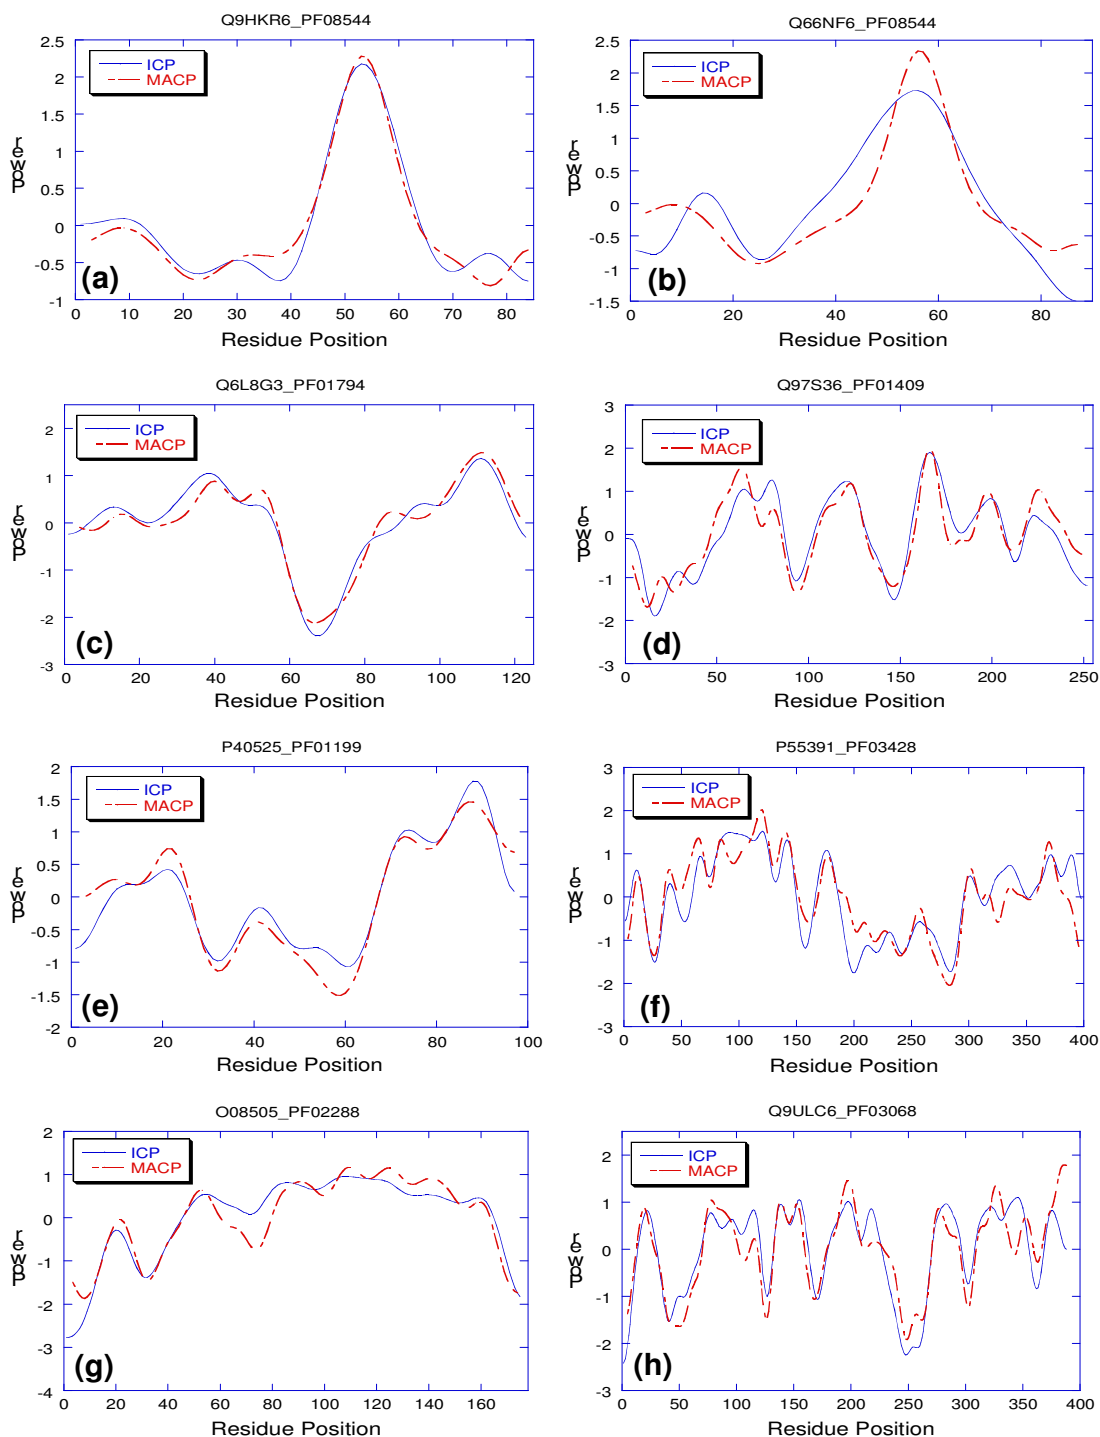 Q9HKR6_PF08544
ICP
MACP
2.5
2
1.5
1
0.5
0
-0.5
-1
power
(a)
0 10 20 30 40 50 60 70 80
Residue Position
Q66NF6_PF08544
ICP
MACP
2.5
2
1.5
1
0.5
0
-0.5
-1
-1.5
power
(b)
0 20 40 60 80
Residue Position
Q6L8G3_PF01794
ICP
MACP
2
1
0
-1
-2
-3
power
(c)
0 20 40 60 80 100 120
Residue Position
Q97S36_PF01409
ICP
MACP
3
2
1
0
-1
-2
-3
power
(d)
0 50 100 150 200 250
Residue Position
P40525_PF01199
ICP
MACP
2
1.5
1
0.5
0
-0.5
-1
-1.5
-2
power
(e)
0 20 40 60 80 100
Residue Position
P55391_PF03428
ICP
MACP
3
2
1
0
-1
-2
-3
power
(f)
0 50 100 150 200 250 300 350 400
Residue Position
O08505_PF02288
ICP
MACP
2
1
0
-1
-2
-3
-4
power
(g)
0 20 40 60 80 100 120 140 160
Residue Position
Q9ULC6_PF03068
ICP
MACP
2
1
0
-1
-2
-3
power
(h)
0 50 100 150 200 250 300 350 400
Residue Position